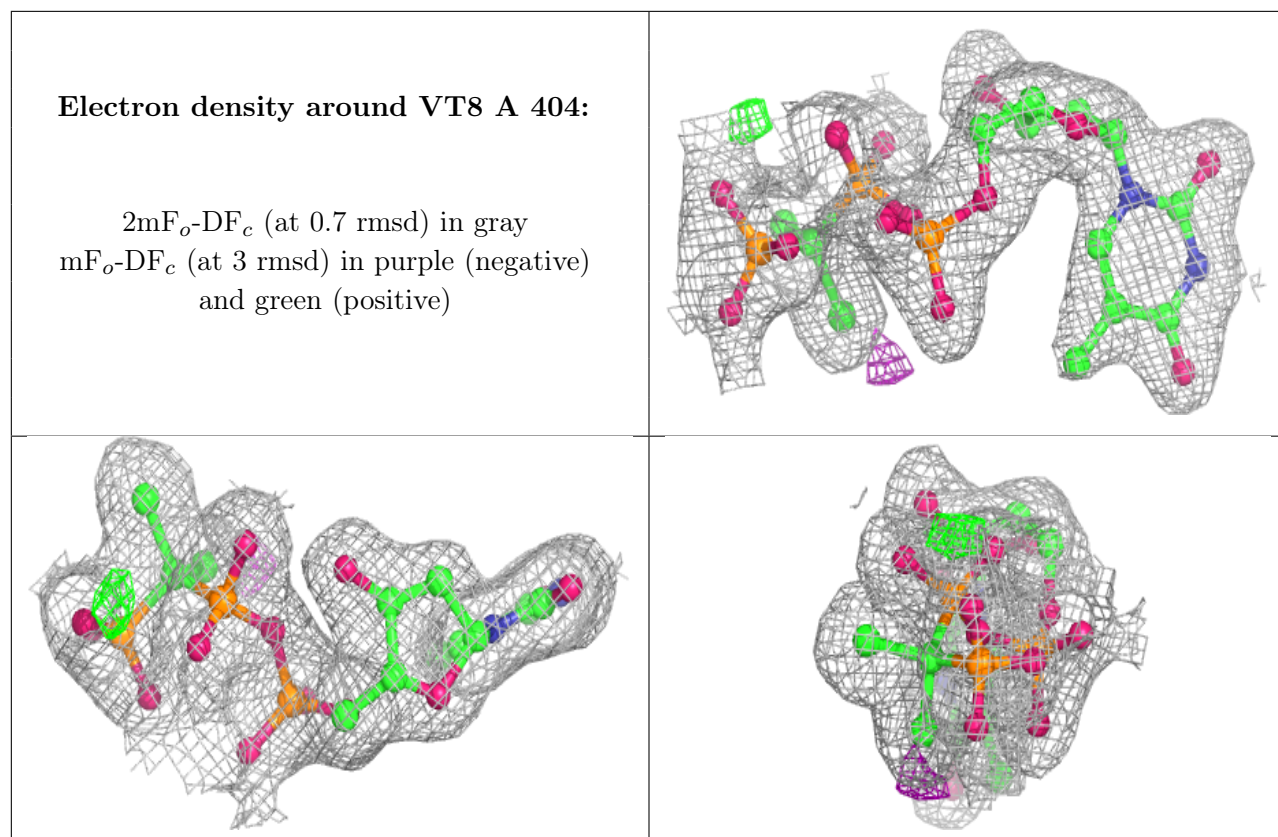 Electron density around VT8 A 404:
2mFo-DFc (at 0.7 rmsd) in gray
mFo-DFc (at 3 rmsd) in purple (negative)
and green (positive)